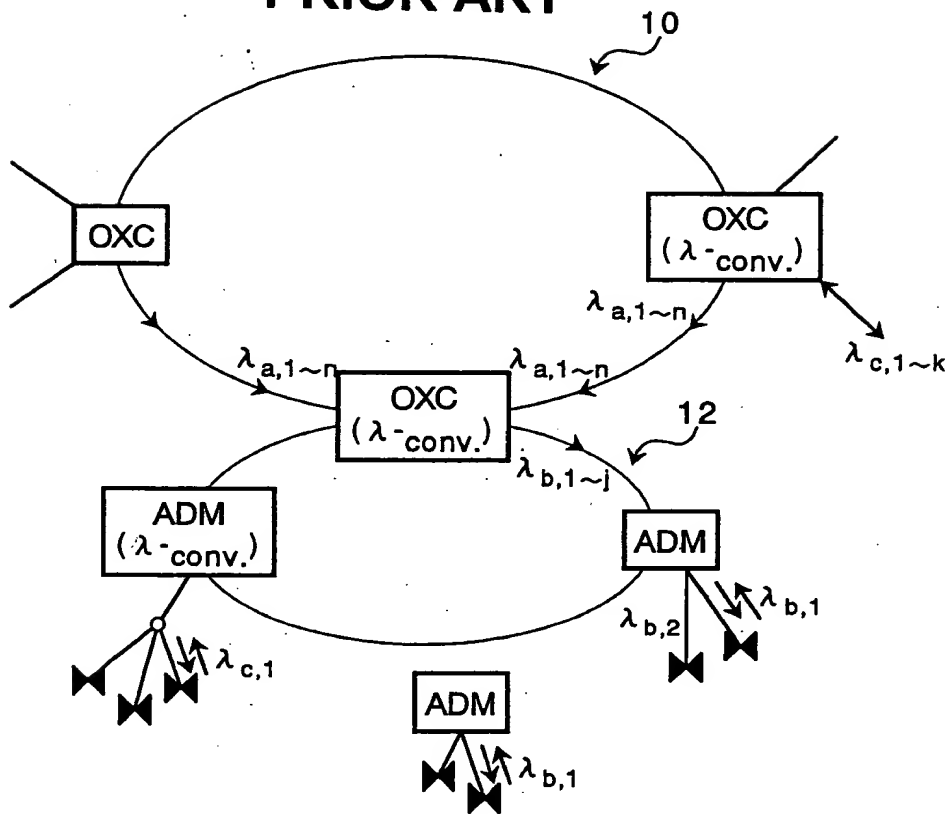 PRIOR ART
10
OXC
OXC
(λ-conv.)
λa,1~n
λc,1~k
λa,1~n
λa,1~n
OXC
(λ-conv.)
12
λb,1~j
ADM
(λ-conv.)
ADM
λb,2
λb,1
λc,1
ADM
λb,1